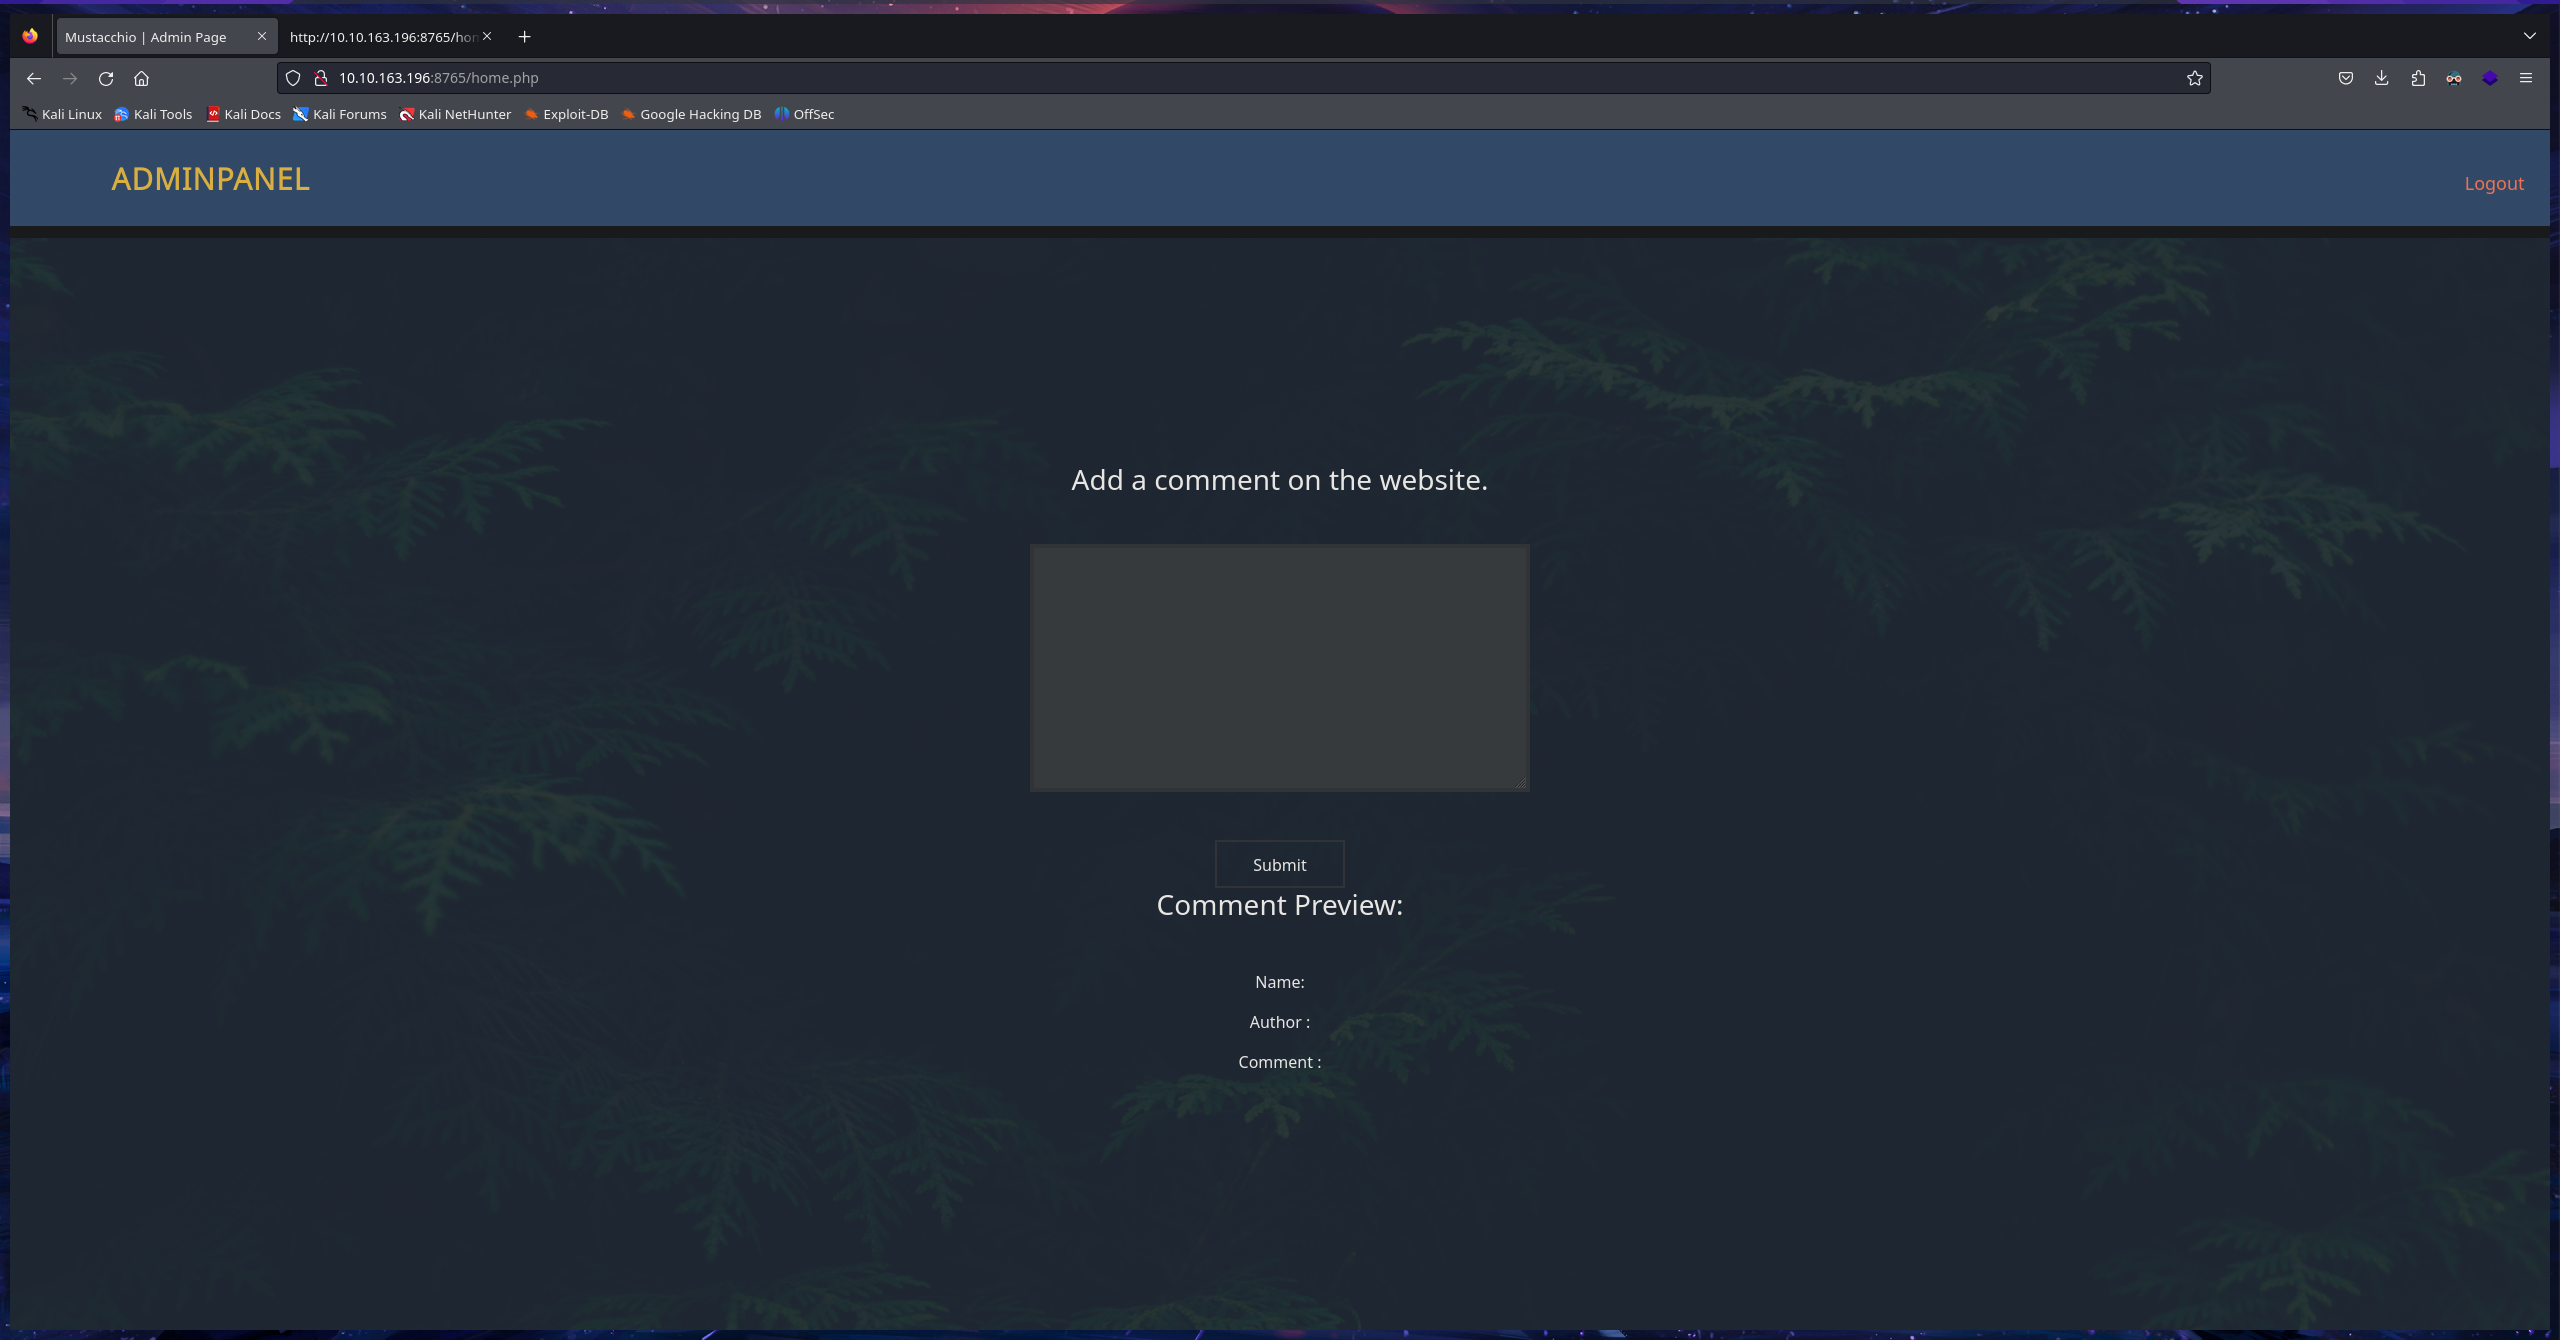 Mustacchio | Admin Page http://10.10.163.196:8765/hom
10.10.163.196:8765/home.php
Kali Linux Kali Tools Kali Docs Kali Forums Kali NetHunter Exploit-DB Google Hacking DB OffSec
ADMINPANEL
Logout
Add a comment on the website.
Submit
Comment Preview:
Name:
Author :
Comment :